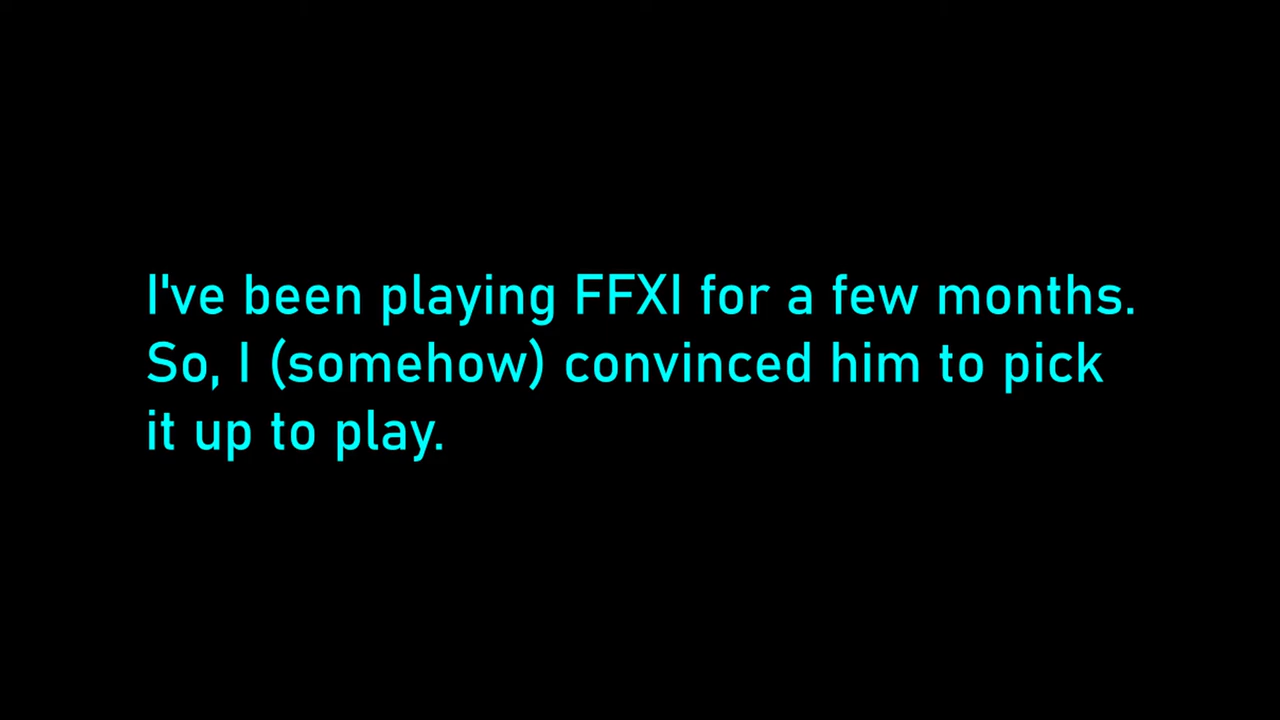 I've been playing FFXI for a few months.
So, I (somehow) convinced him to pick
it up to play.